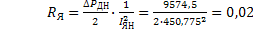 R_Я = ΔP_ДН / 2 · 1 / I²_ЯН = 9574,5 / 2·450,775² = 0,02